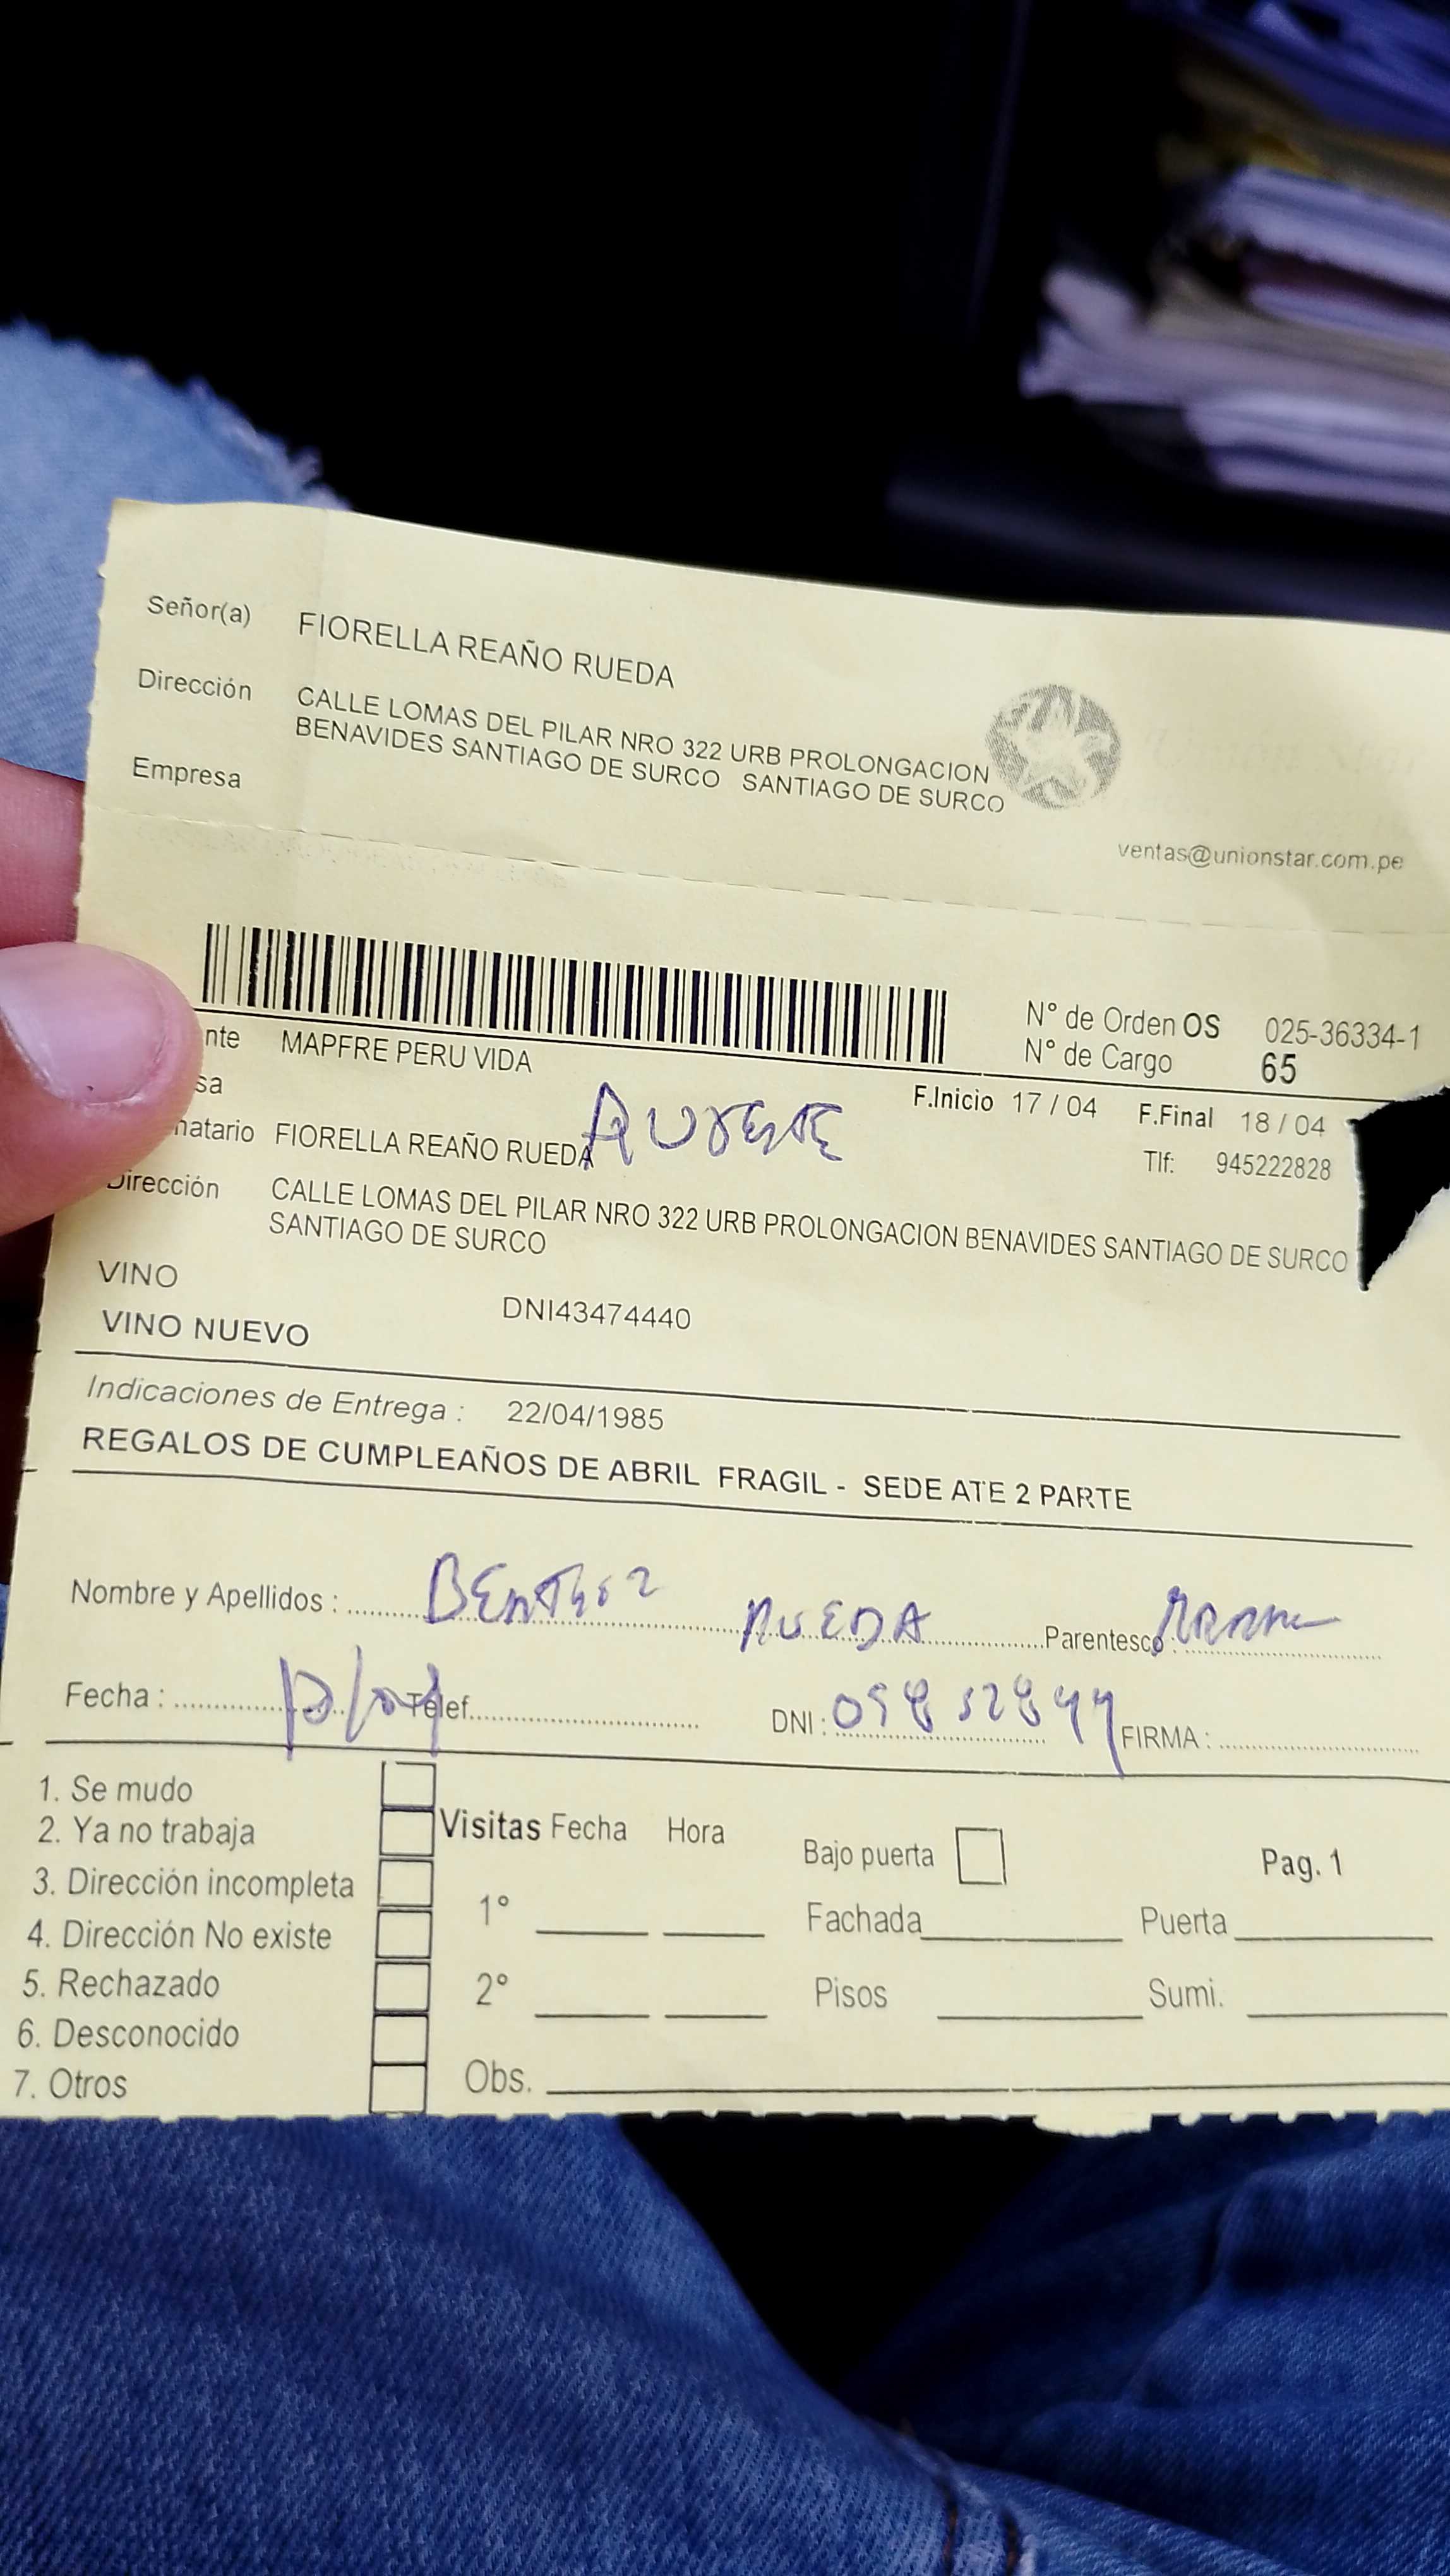 Señor(a) FIORELLA REAÑO RUEDA
Dirección CALLE LOMAS DEL PILAR NRO 322 URB PROLONGACION
BENAVIDES SANTIAGO DE SURCO SANTIAGO DE SURCO
Empresa
ventas@unionstar.com.pe
N° de Orden OS 025-36334-1
N° de Cargo 65
nte MAPFRE PERU VIDA
sa
F.Inicio 17 / 04 F.Final 18 / 04
natario FIORELLA REAÑO RUEDA
Tlf: 945222828
Dirección CALLE LOMAS DEL PILAR NRO 322 URB PROLONGACION BENAVIDES SANTIAGO DE SURCO
SANTIAGO DE SURCO
VINO DNI43474440
VINO NUEVO
Indicaciones de Entrega : 22/04/1985
REGALOS DE CUMPLEAÑOS DE ABRIL FRAGIL - SEDE ATE 2 PARTE
Nombre y Apellidos : RUEDA Parentesco :
Fecha : Telef. DNI : FIRMA :
1. Se mudo
2. Ya no trabaja
3. Dirección incompleta
4. Dirección No existe
5. Rechazado
6. Desconocido
7. Otros
Visitas Fecha Hora
1°
2°
Obs.
Bajo puerta Pag. 1
Fachada Puerta
Pisos Sumi.